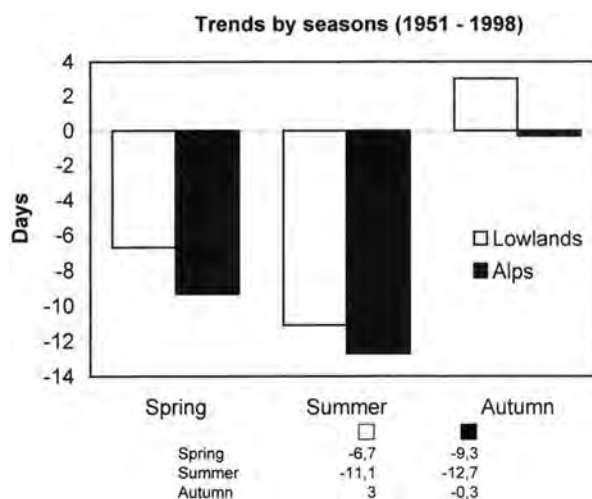 Trends by seasons (1951 - 1998)
4
2
0
-2
-4
-6
-8
-10
-12
-14
Days
Lowlands
Alps
Spring Summer Autumn
Spring -6,7 -9,3
Summer -11,1 -12,7
Autumn 3 -0,3